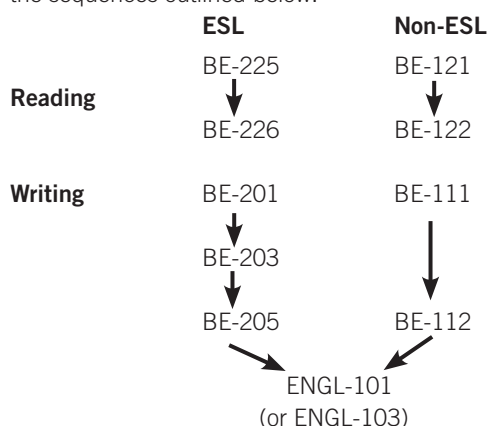 the sequences outlined below.
ESL Non-ESL
BE-225 BE-121
Reading
BE-226 BE-122
Writing BE-201 BE-111
BE-203
BE-205 BE-112
ENGL-101
(or ENGL-103)